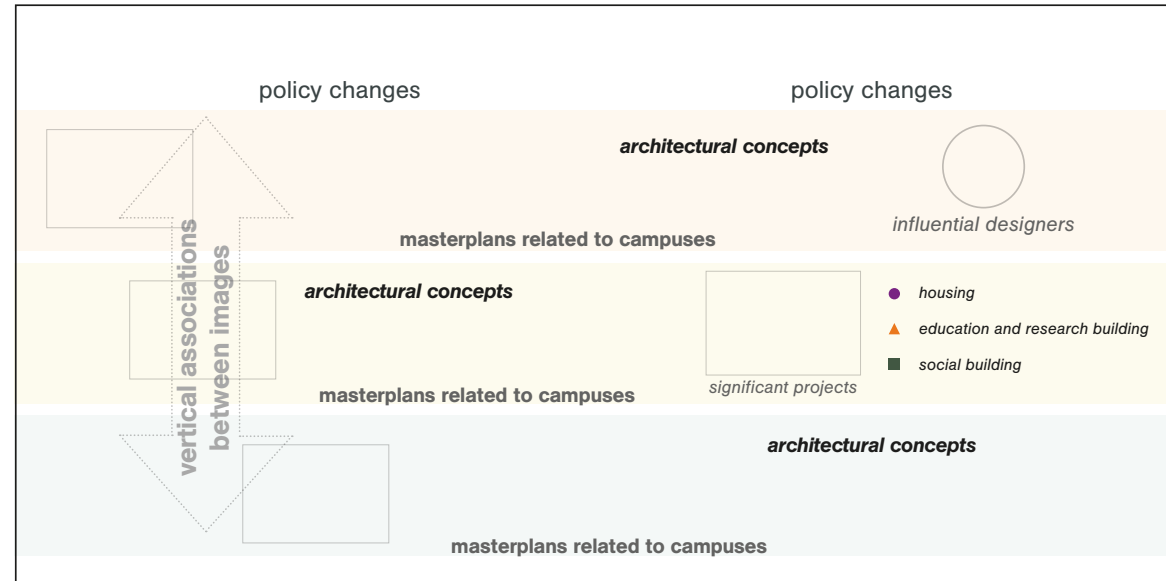 policy changes
policy changes
architectural concepts
influential designers
masterplans related to campuses
vertical associations
between images
architectural concepts
housing
education and research building
social building
significant projects
masterplans related to campuses
architectural concepts
masterplans related to campuses